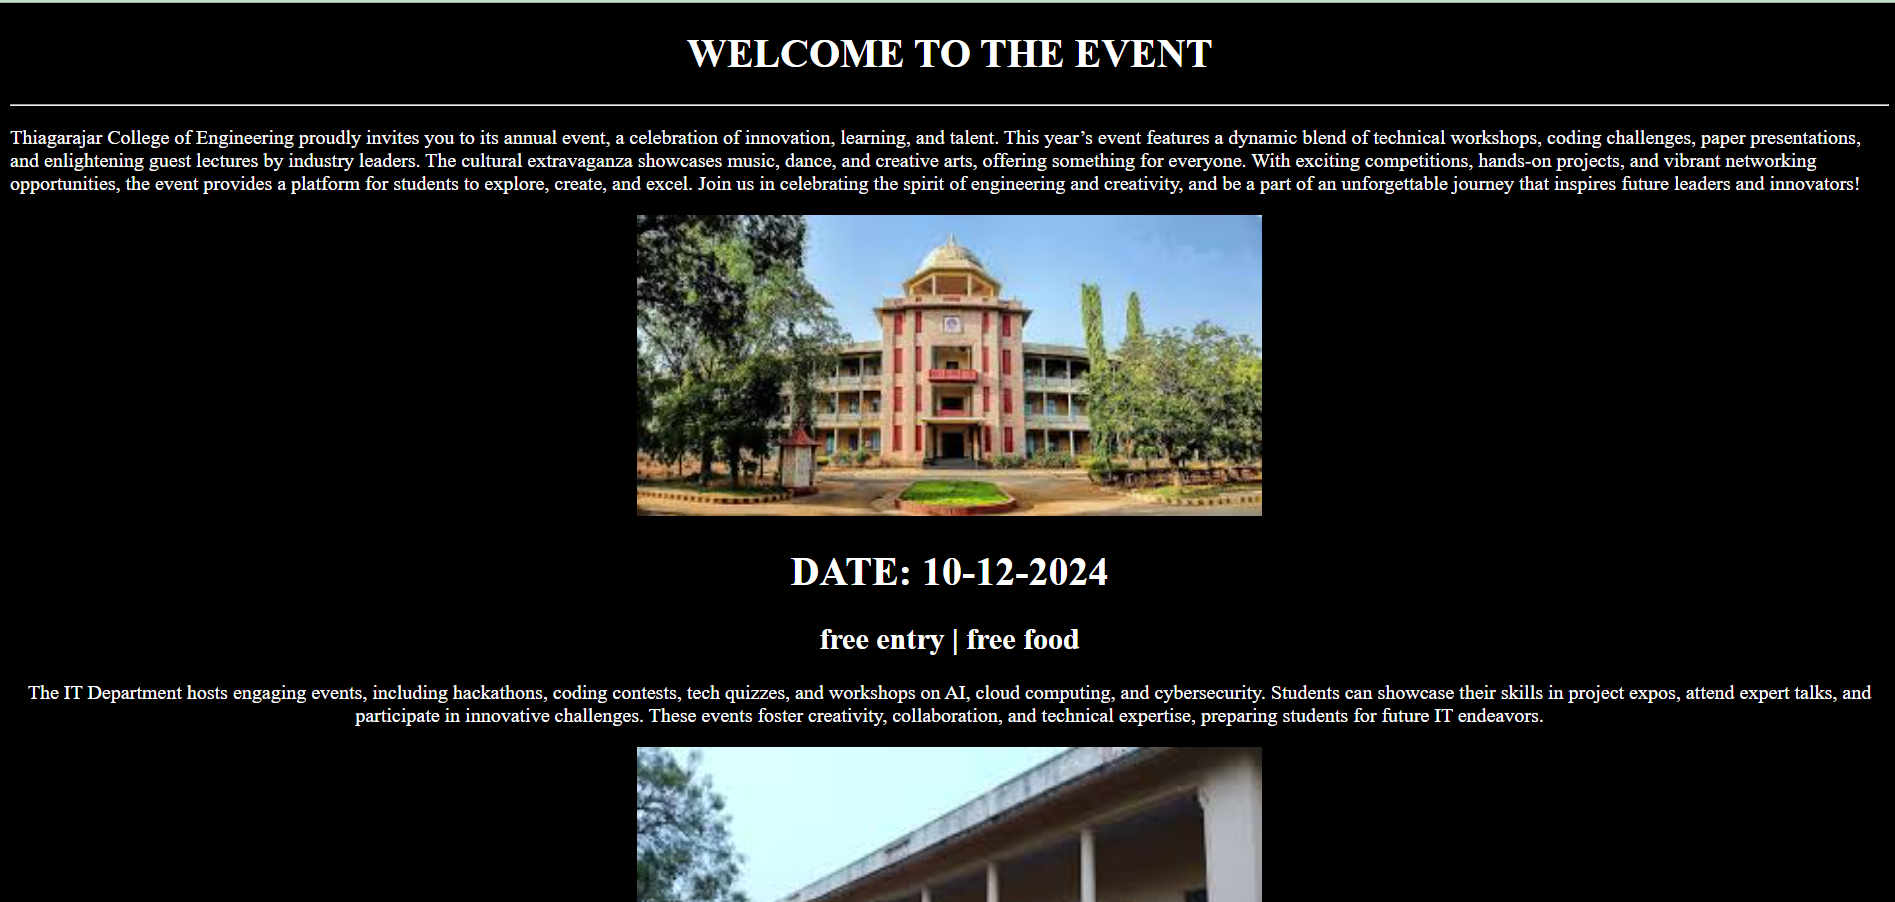 WELCOME TO THE EVENT
Thiagarajar College of Engineering proudly invites you to its annual event, a celebration of innovation, learning, and talent. This year’s event features a dynamic blend of technical workshops, coding challenges, paper presentations,
and enlightening guest lectures by industry leaders. The cultural extravaganza showcases music, dance, and creative arts, offering something for everyone. With exciting competitions, hands-on projects, and vibrant networking
opportunities, the event provides a platform for students to explore, create, and excel. Join us in celebrating the spirit of engineering and creativity, and be a part of an unforgettable journey that inspires future leaders and innovators!
DATE: 10-12-2024
free entry | free food
The IT Department hosts engaging events, including hackathons, coding contests, tech quizzes, and workshops on AI, cloud computing, and cybersecurity. Students can showcase their skills in project expos, attend expert talks, and
participate in innovative challenges. These events foster creativity, collaboration, and technical expertise, preparing students for future IT endeavors.